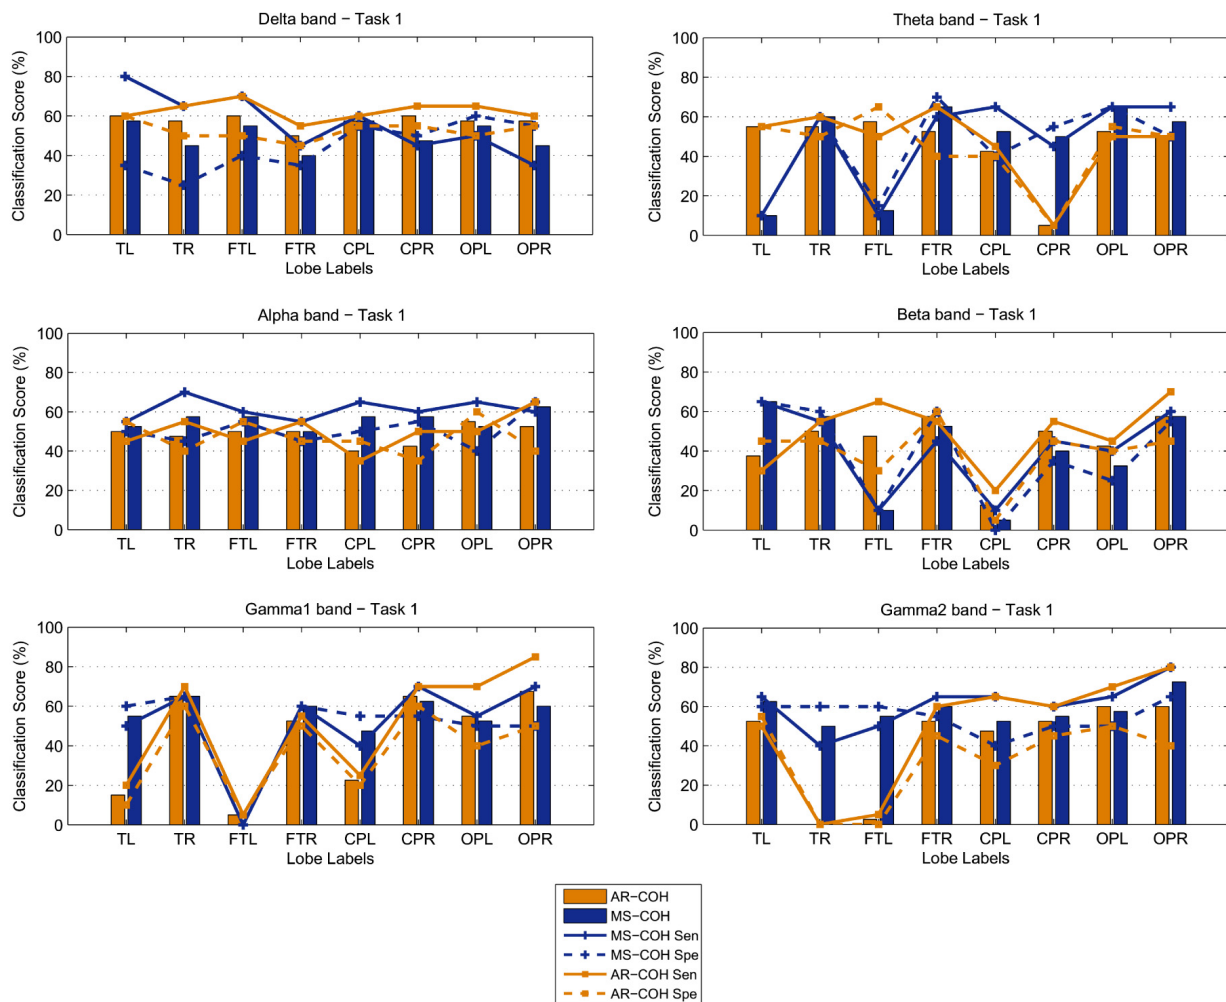 Delta band − Task 1
Classification Score (%)
100
80
60
40
20
0
TL TR FTL FTR CPL CPR OPL OPR
Lobe Labels
Theta band − Task 1
Classification Score (%)
100
80
60
40
20
0
TL TR FTL FTR CPL CPR OPL OPR
Lobe Labels
Alpha band − Task 1
Classification Score (%)
100
80
60
40
20
0
TL TR FTL FTR CPL CPR OPL OPR
Lobe Labels
Beta band − Task 1
Classification Score (%)
100
80
60
40
20
0
TL TR FTL FTR CPL CPR OPL OPR
Lobe Labels
Gamma1 band − Task 1
Classification Score (%)
100
80
60
40
20
0
TL TR FTL FTR CPL CPR OPL OPR
Lobe Labels
Gamma2 band − Task 1
Classification Score (%)
100
80
60
40
20
0
TL TR FTL FTR CPL CPR OPL OPR
Lobe Labels
AR−COH
MS−COH
MS−COH Sen
MS−COH Spe
AR−COH Sen
AR−COH Spe